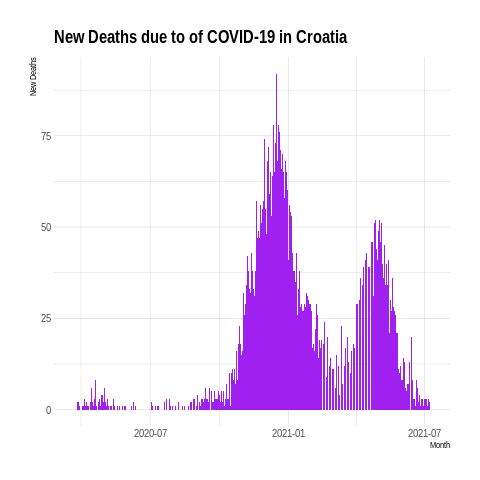 New Deaths due to of COVID-19 in Croatia
New Deaths
75
50
25
0
2020-07
2021-01
2021-07
Month